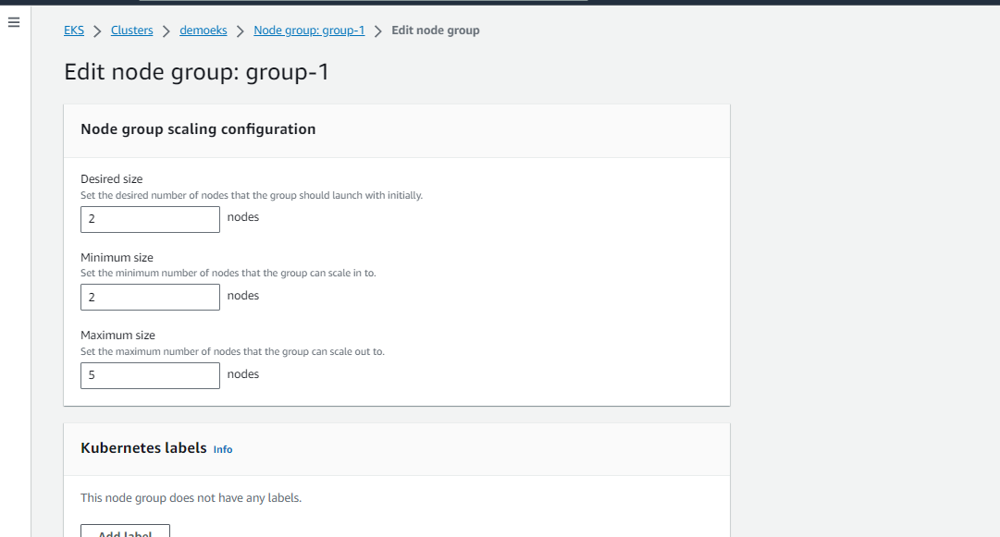 EKS > Clusters > demoeks > Node group: group-1 > Edit node group
Edit node group: group-1
Node group scaling configuration
Desired size
Set the desired number of nodes that the group should launch with initially.
2 nodes
Minimum size
Set the minimum number of nodes that the group can scale in to.
2 nodes
Maximum size
Set the maximum number of nodes that the group can scale out to.
5 nodes
Kubernetes labels Info
This node group does not have any labels.
Add label